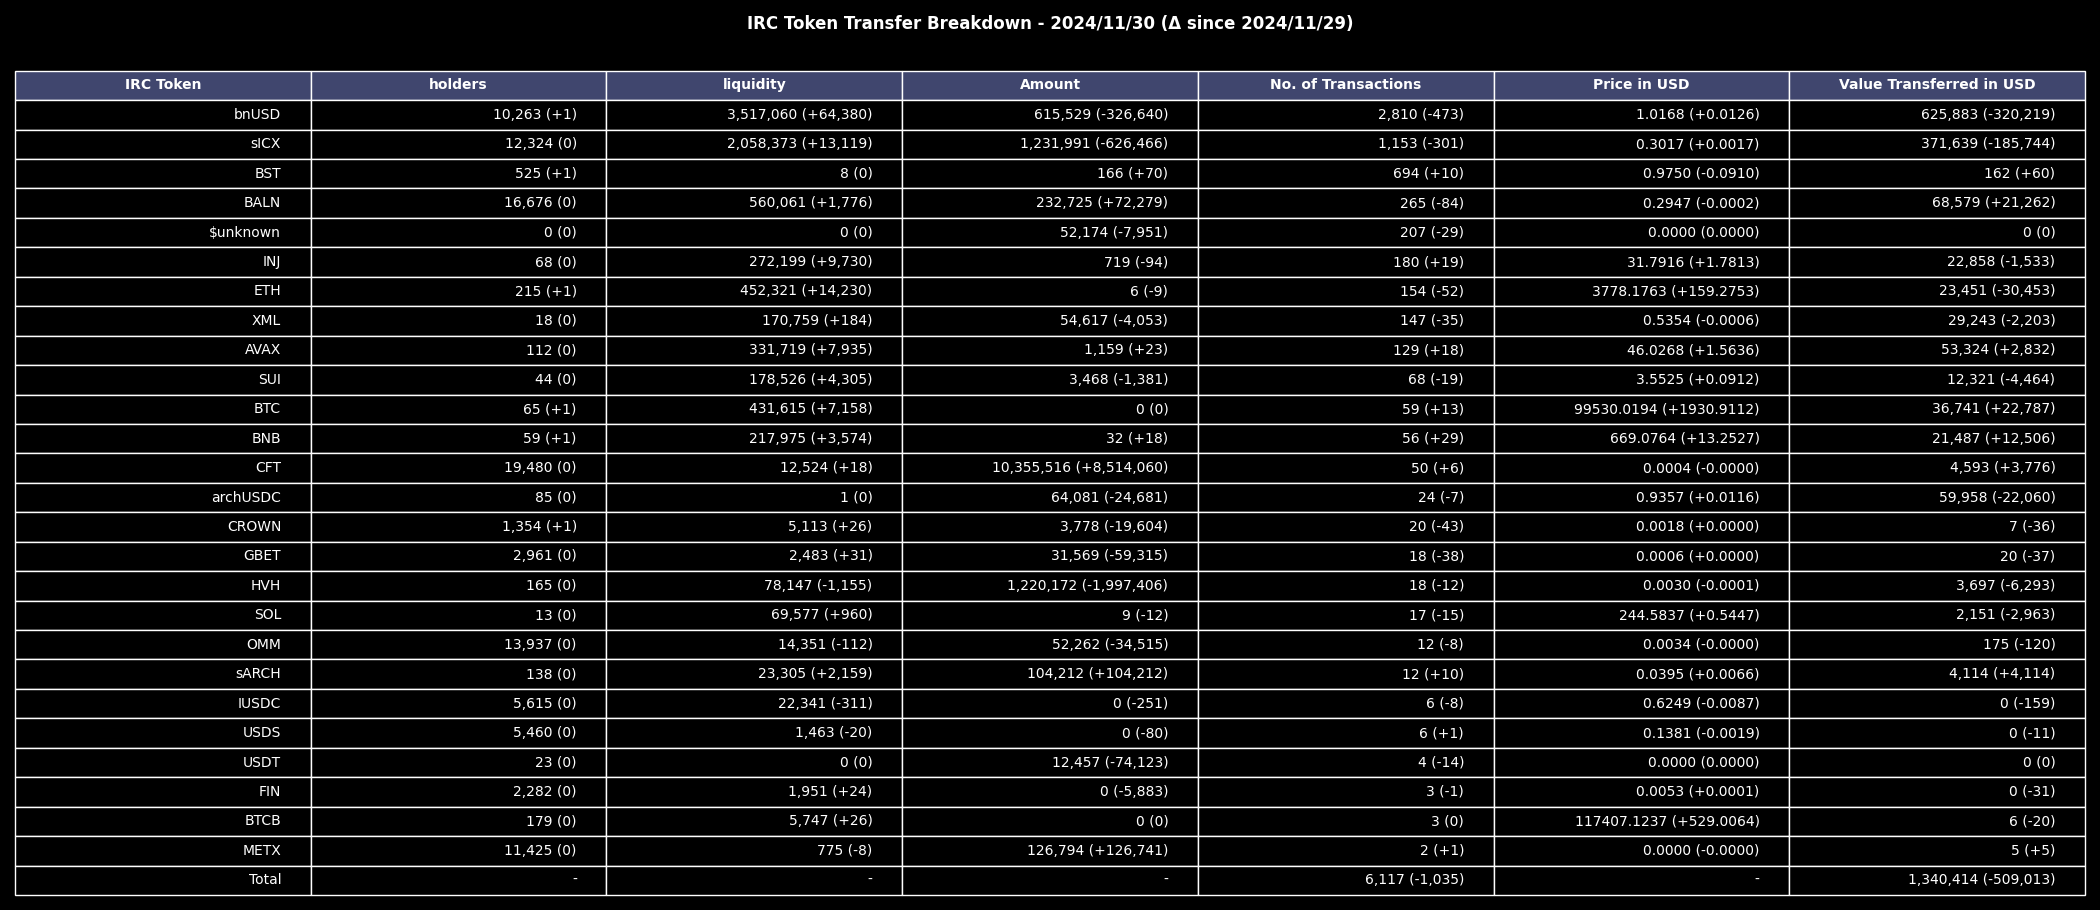 IRC Token Transfer Breakdown - 2024/11/30 (Δ since 2024/11/29)
IRC Token holders liquidity Amount No. of Transactions Price in USD Value Transferred in USD
bnUSD 10,263 (+1) 3,517,060 (+64,380) 615,529 (-326,640) 2,810 (-473) 1.0168 (+0.0126) 625,883 (-320,219)
sICX 12,324 (0) 2,058,373 (+13,119) 1,231,991 (-626,466) 1,153 (-301) 0.3017 (+0.0017) 371,639 (-185,744)
BST 525 (+1) 8 (0) 166 (+70) 694 (+10) 0.9750 (-0.0910) 162 (+60)
BALN 16,676 (0) 560,061 (+1,776) 232,725 (+72,279) 265 (-84) 0.2947 (-0.0002) 68,579 (+21,262)
$unknown 0 (0) 0 (0) 52,174 (-7,951) 207 (-29) 0.0000 (0.0000) 0 (0)
INJ 68 (0) 272,199 (+9,730) 719 (-94) 180 (+19) 31.7916 (+1.7813) 22,858 (-1,533)
ETH 215 (+1) 452,321 (+14,230) 6 (-9) 154 (-52) 3778.1763 (+159.2753) 23,451 (-30,453)
XML 18 (0) 170,759 (+184) 54,617 (-4,053) 147 (-35) 0.5354 (-0.0006) 29,243 (-2,203)
AVAX 112 (0) 331,719 (+7,935) 1,159 (+23) 129 (+18) 46.0268 (+1.5636) 53,324 (+2,832)
SUI 44 (0) 178,526 (+4,305) 3,468 (-1,381) 68 (-19) 3.5525 (+0.0912) 12,321 (-4,464)
BTC 65 (+1) 431,615 (+7,158) 0 (0) 59 (+13) 99530.0194 (+1930.9112) 36,741 (+22,787)
BNB 59 (+1) 217,975 (+3,574) 32 (+18) 56 (+29) 669.0764 (+13.2527) 21,487 (+12,506)
CFT 19,480 (0) 12,524 (+18) 10,355,516 (+8,514,060) 50 (+6) 0.0004 (-0.0000) 4,593 (+3,776)
archUSDC 85 (0) 1 (0) 64,081 (-24,681) 24 (-7) 0.9357 (+0.0116) 59,958 (-22,060)
CROWN 1,354 (+1) 5,113 (+26) 3,778 (-19,604) 20 (-43) 0.0018 (+0.0000) 7 (-36)
GBET 2,961 (0) 2,483 (+31) 31,569 (-59,315) 18 (-38) 0.0006 (+0.0000) 20 (-37)
HVH 165 (0) 78,147 (-1,155) 1,220,172 (-1,997,406) 18 (-12) 0.0030 (-0.0001) 3,697 (-6,293)
SOL 13 (0) 69,577 (+960) 9 (-12) 17 (-15) 244.5837 (+0.5447) 2,151 (-2,963)
OMM 13,937 (0) 14,351 (-112) 52,262 (-34,515) 12 (-8) 0.0034 (-0.0000) 175 (-120)
sARCH 138 (0) 23,305 (+2,159) 104,212 (+104,212) 12 (+10) 0.0395 (+0.0066) 4,114 (+4,114)
IUSDC 5,615 (0) 22,341 (-311) 0 (-251) 6 (-8) 0.6249 (-0.0087) 0 (-159)
USDS 5,460 (0) 1,463 (-20) 0 (-80) 6 (+1) 0.1381 (-0.0019) 0 (-11)
USDT 23 (0) 0 (0) 12,457 (-74,123) 4 (-14) 0.0000 (0.0000) 0 (0)
FIN 2,282 (0) 1,951 (+24) 0 (-5,883) 3 (-1) 0.0053 (+0.0001) 0 (-31)
BTCB 179 (0) 5,747 (+26) 0 (0) 3 (0) 117407.1237 (+529.0064) 6 (-20)
METX 11,425 (0) 775 (-8) 126,794 (+126,741) 2 (+1) 0.0000 (-0.0000) 5 (+5)
Total - - - 6,117 (-1,035) - 1,340,414 (-509,013)